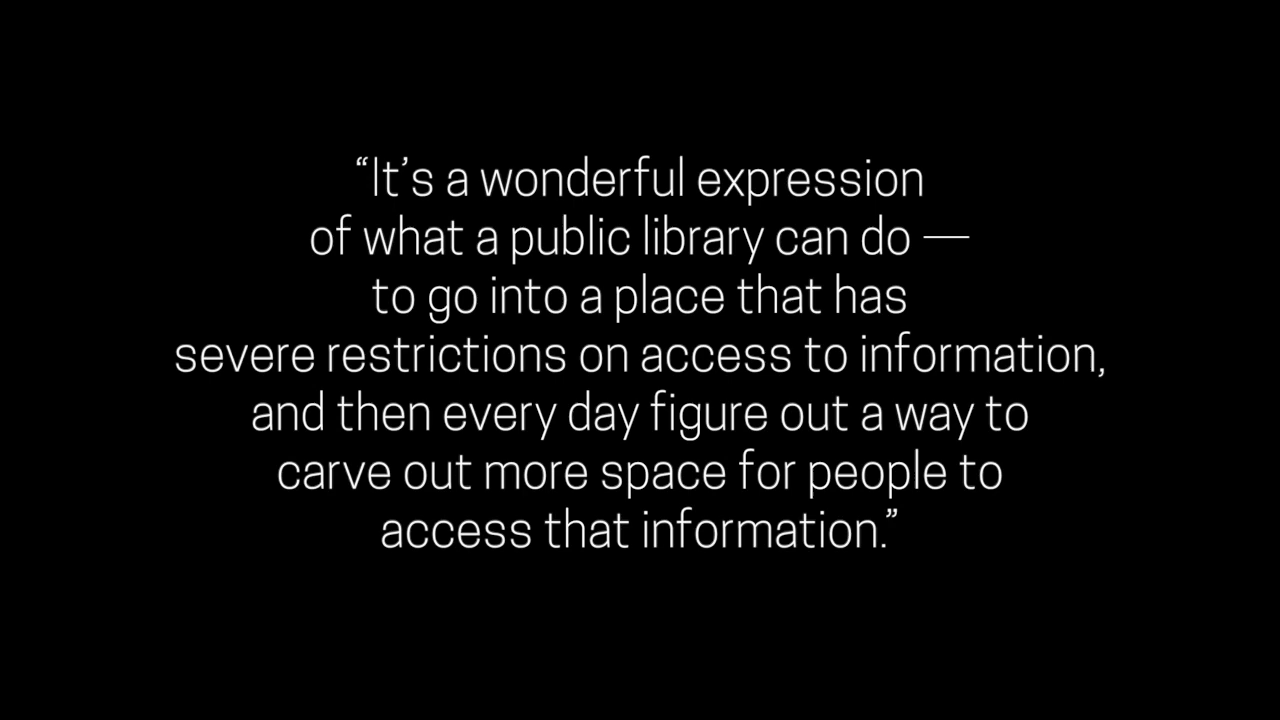 “It’s a wonderful expression
of what a public library can do —
to go into a place that has
severe restrictions on access to information,
and then every day figure out a way to
carve out more space for people to
access that information.”